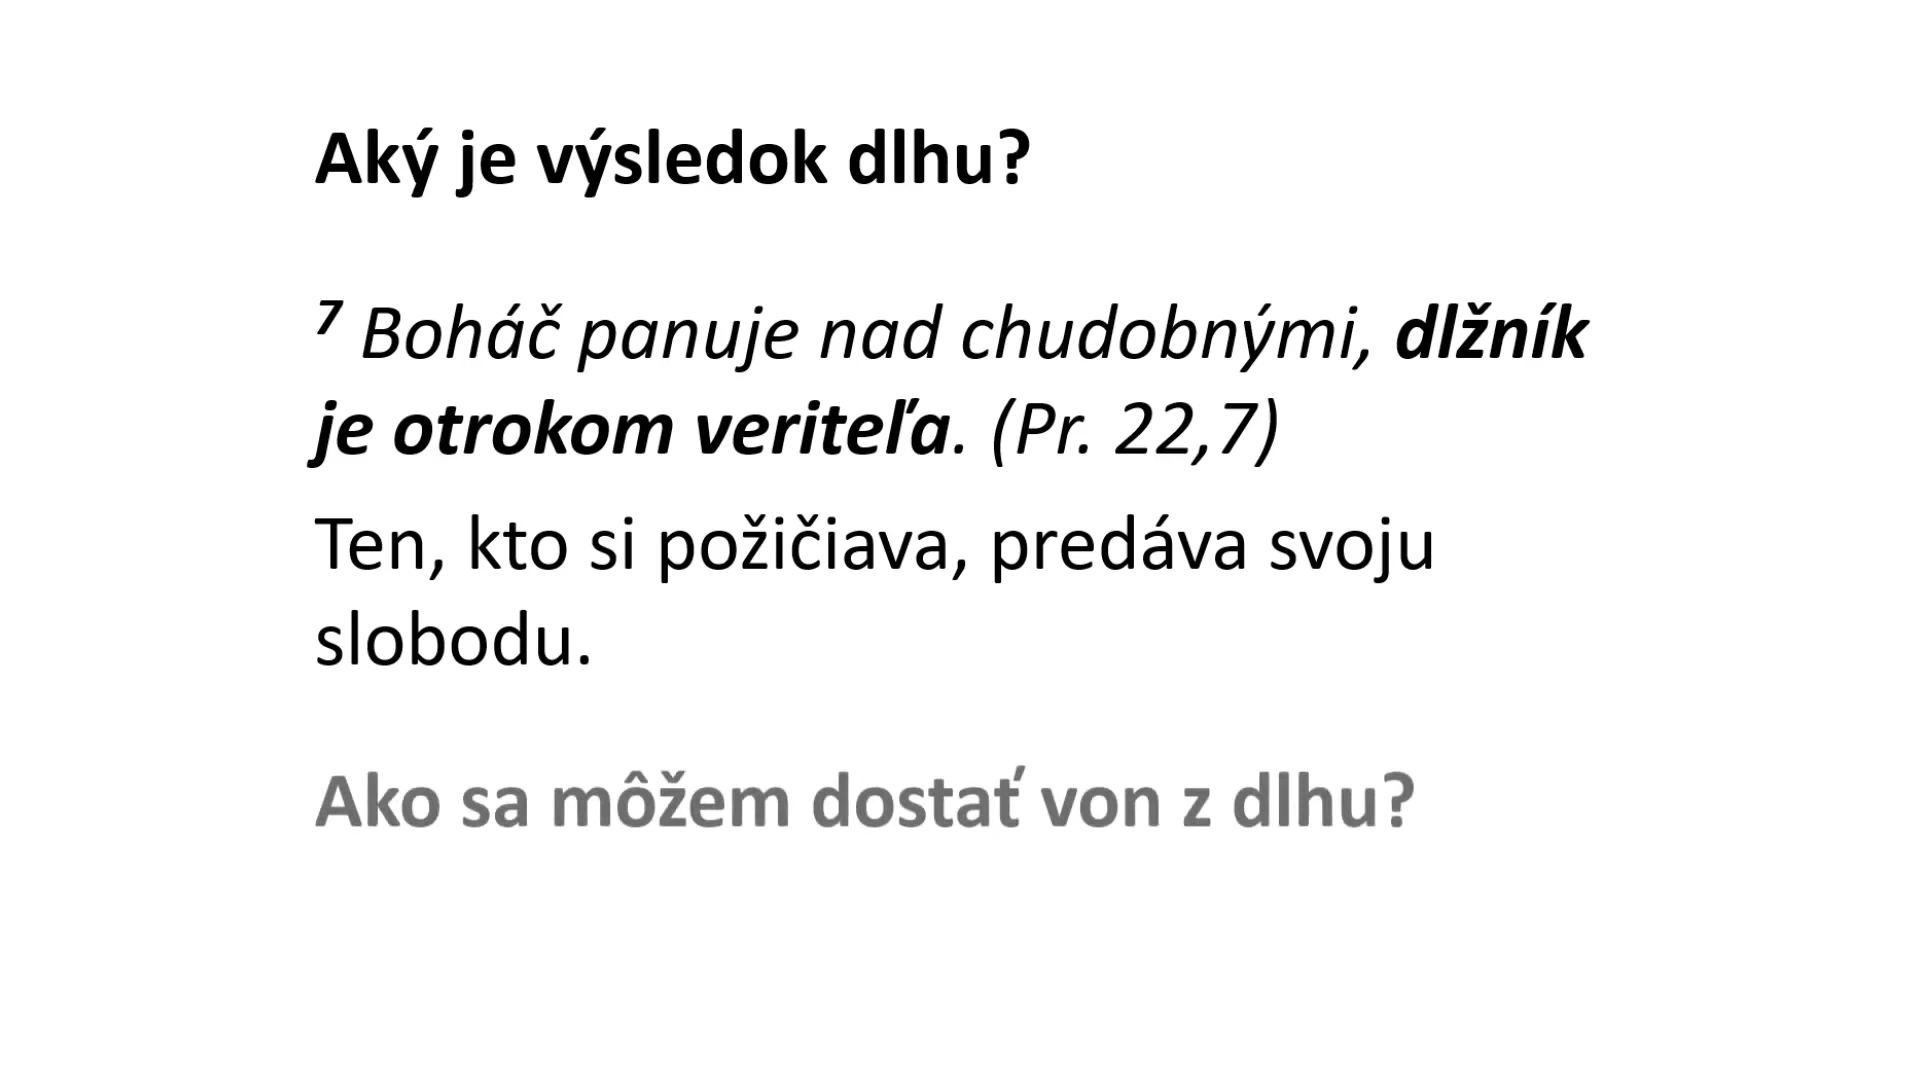 Aký je výsledok dlhu?
⁷ Boháč panuje nad chudobnými, dlžník
je otrokom veriteľa. (Pr. 22,7)
Ten, kto si požičiava, predáva svoju
slobodu.
Ako sa môžem dostať von z dlhu?